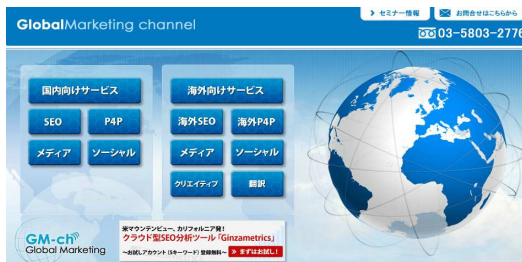 セミナー情報
お問合せはこちらから
GlobalMarketing channel
03-5803-2776
国内向けサービス
海外向けサービス
SEO
P4P
海外SEO
海外P4P
メディア
ソーシャル
メディア
ソーシャル
クリエイティブ
翻訳
GM-ch
Global Marketing
米マウンテンビュー、カリフォルニア発！
クラウド型SEO分析ツール「Ginzametrics」
〜お試しアカウント（5キーワード）登録無料〜
まずはお試し！